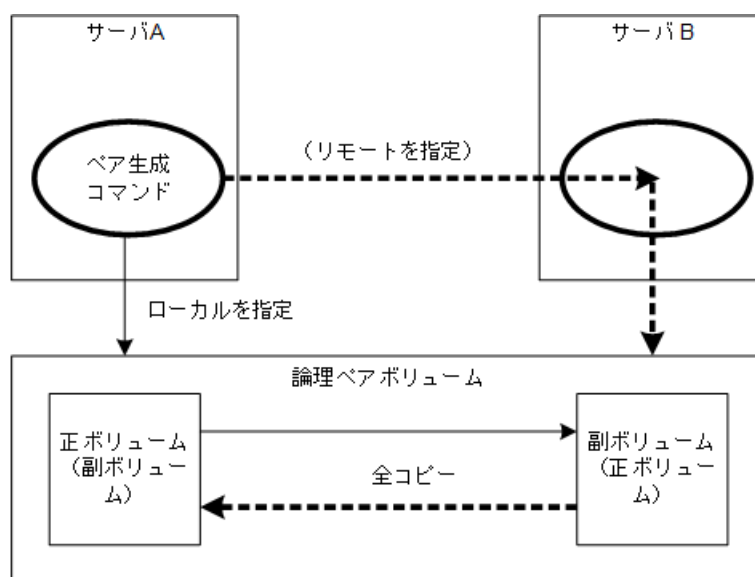 サーバA
サーバB
ペア生成
コマンド
(リモートを指定)
ローカルを指定
論理ペアボリューム
正ボリューム
(副ボリュー
ム)
全コピー
副ボリューム
(正ボリュー
ム)